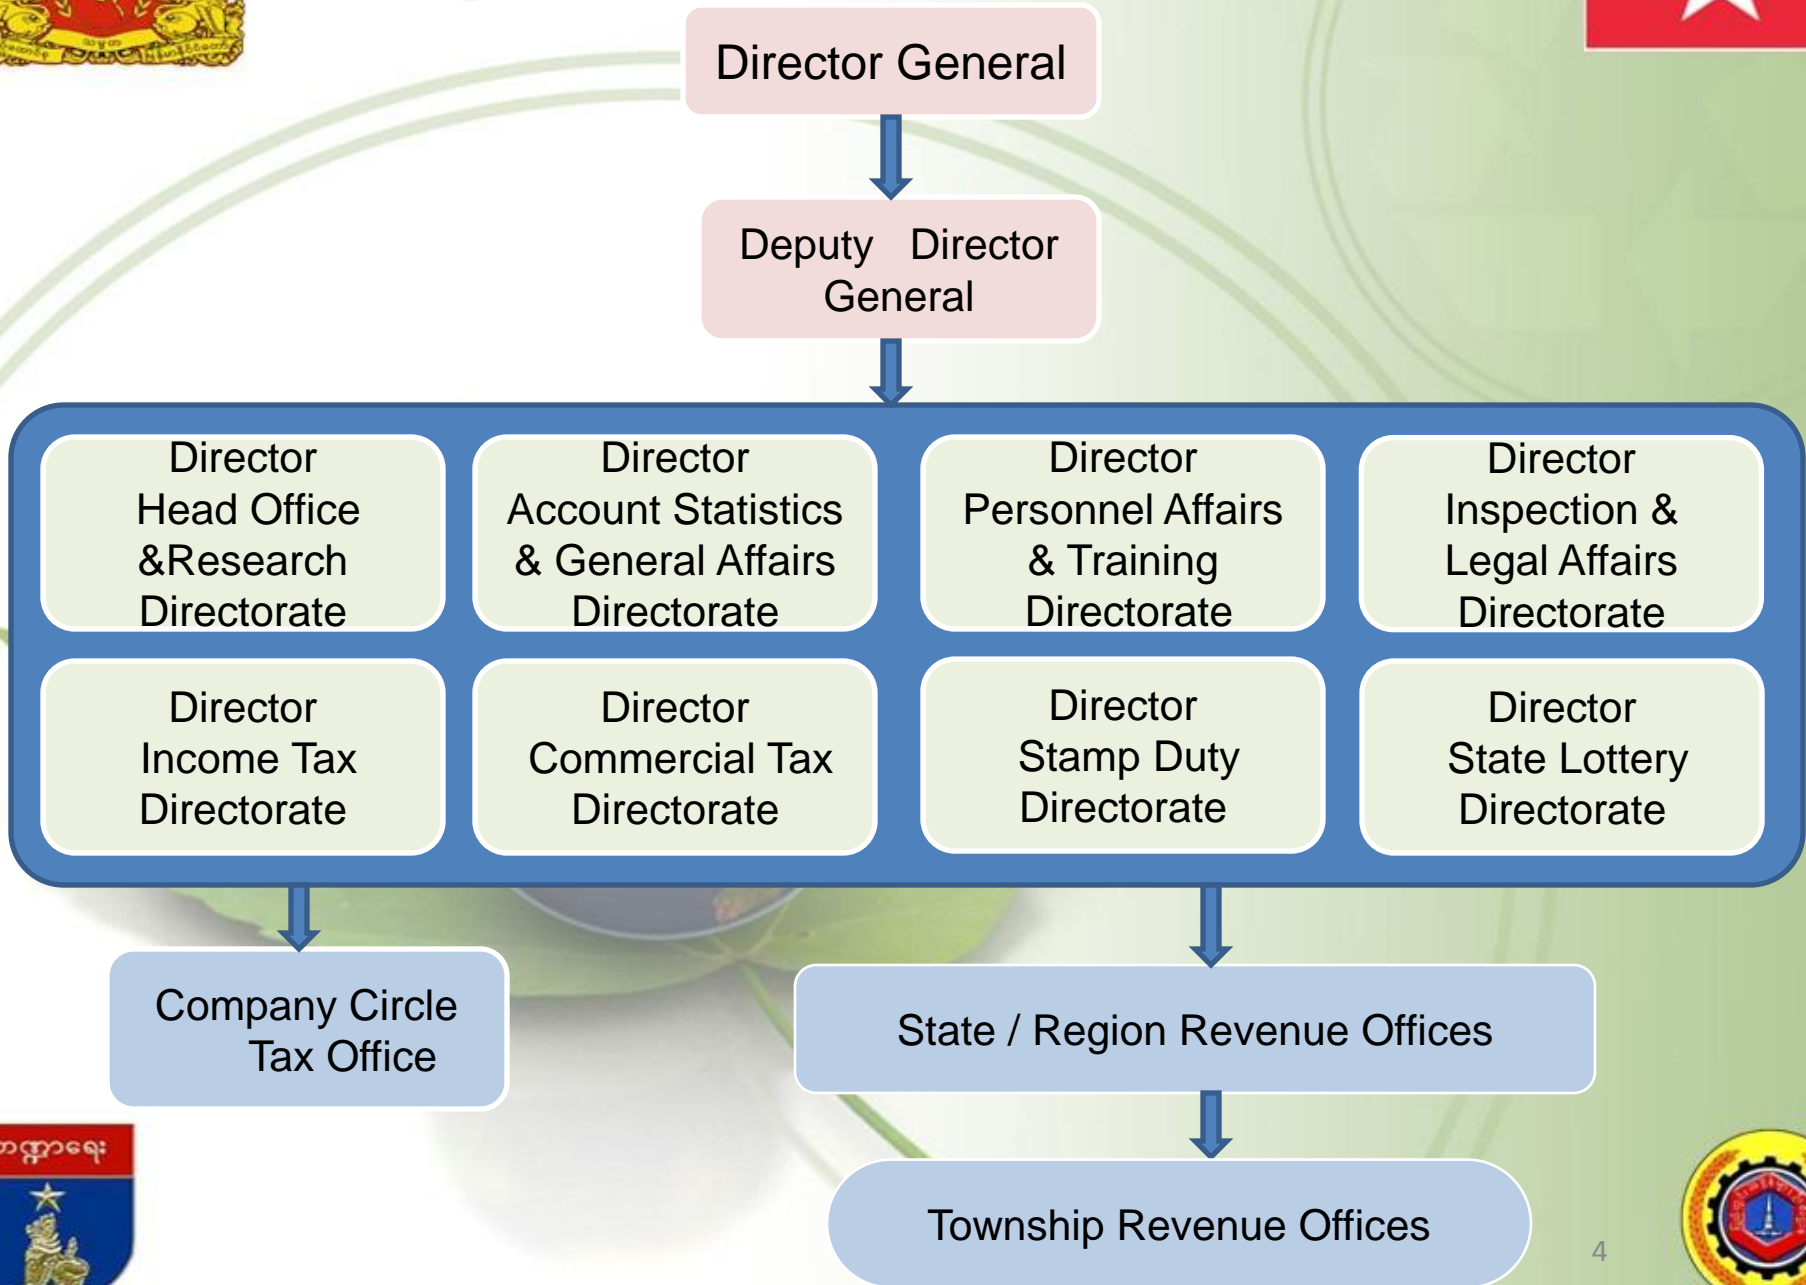 Director General
Deputy Director
General
Director
Head Office
&Research
Directorate
Director
Account Statistics
& General Affairs
Directorate
Director
Personnel Affairs
& Training
Directorate
Director
Inspection &
Legal Affairs
Directorate
Director
Income Tax
Directorate
Director
Commercial Tax
Directorate
Director
Stamp Duty
Directorate
Director
State Lottery
Directorate
Company Circle
Tax Office
State / Region Revenue Offices
Township Revenue Offices
4